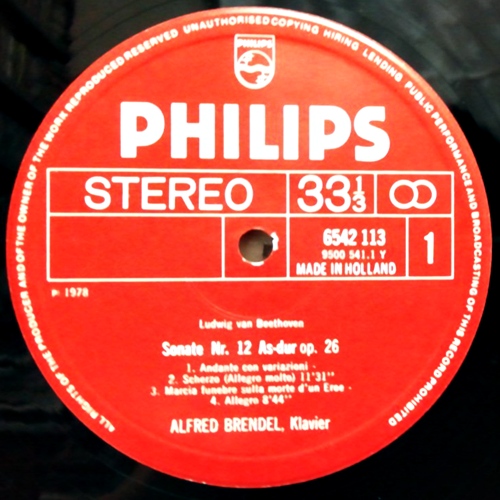 ALL RIGHTS OF THE PRODUCER AND OF THE OWNER OF THE WORK REPRODUCED RESERVED UNAUTHORISED COPYING HIRING LENDING PUBLIC PERFORMANCE AND BROADCASTING OF THIS RECORD PROHIBITED
PHILIPS
PHILIPS
STEREO 33 1/3
6542 113
9500 541.1 Y
MADE IN HOLLAND
1
℗ 1978
Ludwig van Beethoven
Sonate Nr. 12 As-dur op. 26
1. Andante con variazioni -
2. Scherzo (Allegro molto) 11'31"
3. Marcia funebre sulla morte d'un Eroe -
4. Allegro 8'44"
ALFRED BRENDEL, Klavier